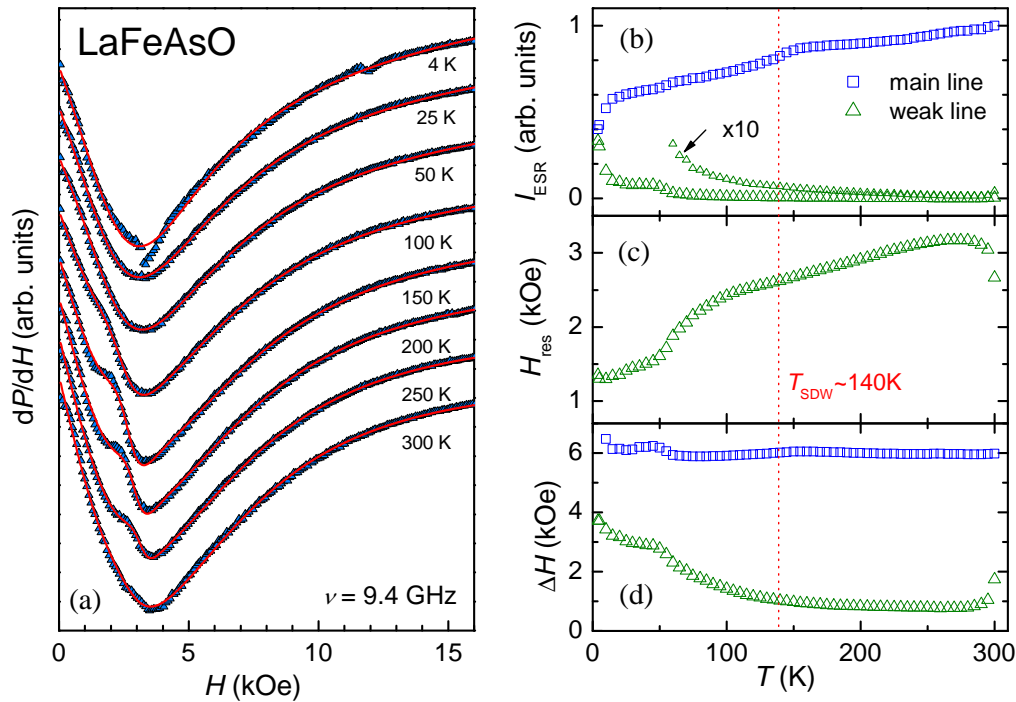 LaFeAsO
4 K
25 K
50 K
100 K
150 K
200 K
250 K
300 K
(a)
ν = 9.4 GHz
dP/dH (arb. units)
0 5 10 15
H (kOe)
(b)
main line
weak line
x10
1
0
I_ESR (arb. units)
(c)
3
2
1
H_res (kOe)
T_SDW~140K
6
4
2
0
ΔH (kOe)
(d)
0 100 200 300
T (K)